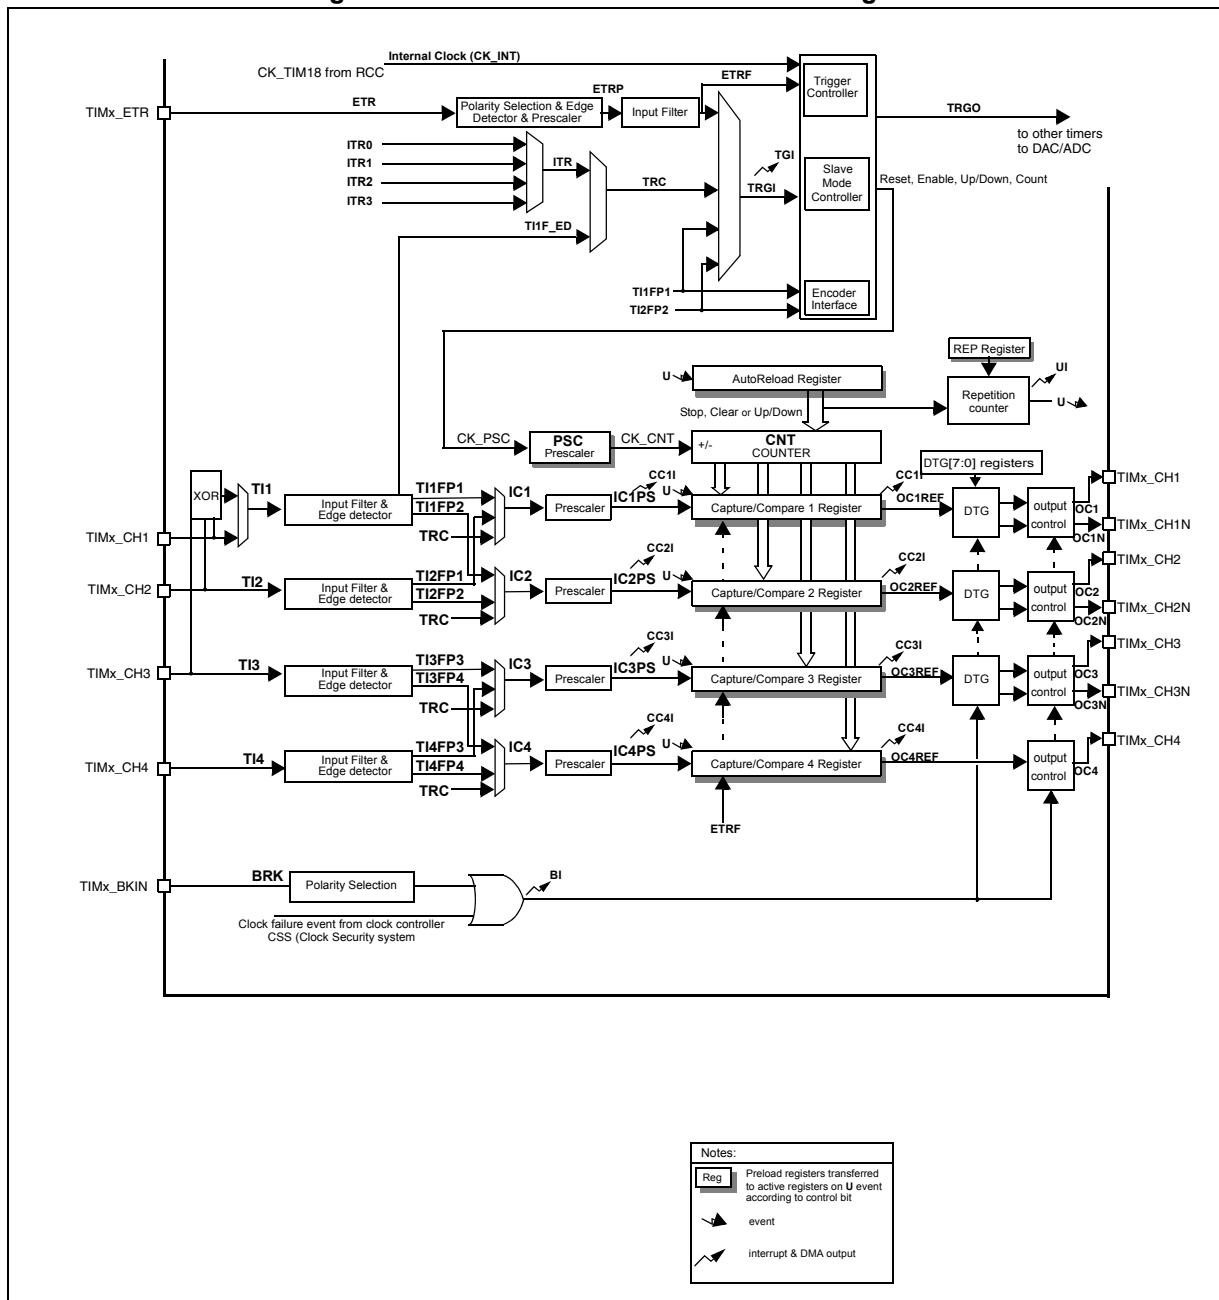 Internal Clock (CK_INT)
CK_TIM18 from RCC
ETRF
Trigger
Controller
TIMx_ETR
ETR
Polarity Selection & Edge
Detector & Prescaler
ETRP
Input Filter
TRGO
to other timers
to DAC/ADC
ITR0
ITR1
ITR2
ITR3
ITR
TRC
TGI
TRGI
Slave
Mode
Controller
Reset, Enable, Up/Down, Count
TI1F_ED
TI1FP1
TI2FP2
Encoder
Interface
REP Register
U
AutoReload Register
Repetition
counter
UI
U
Stop, Clear or Up/Down
CK_PSC
PSC
Prescaler
CK_CNT
+/-
CNT
COUNTER
DTG[7:0] registers
XOR
TI1
Input Filter &
Edge detector
TI1FP1
TI1FP2
TRC
IC1
Prescaler
CC1I
IC1PS
U
Capture/Compare 1 Register
CC1I
OC1REF
DTG
output
control
OC1
OC1N
TIMx_CH1
TIMx_CH1N
TIMx_CH1
TIMx_CH2
TI2
Input Filter &
Edge detector
TI2FP1
TI2FP2
TRC
IC2
Prescaler
CC2I
IC2PS
U
Capture/Compare 2 Register
CC2I
OC2REF
DTG
output
control
OC2
OC2N
TIMx_CH2
TIMx_CH2N
TIMx_CH3
TI3
Input Filter &
Edge detector
TI3FP3
TI3FP4
TRC
IC3
Prescaler
CC3I
IC3PS
U
Capture/Compare 3 Register
CC3I
OC3REF
DTG
output
control
OC3
OC3N
TIMx_CH3
TIMx_CH3N
TIMx_CH4
TI4
Input Filter &
Edge detector
TI4FP3
TI4FP4
TRC
IC4
Prescaler
CC4I
IC4PS
U
Capture/Compare 4 Register
CC4I
OC4REF
output
control
OC4
TIMx_CH4
ETRF
TIMx_BKIN
BRK
Polarity Selection
BI
Clock failure event from clock controller
CSS (Clock Security system
Notes:
Reg
Preload registers transferred
to active registers on U event
according to control bit
event
interrupt & DMA output